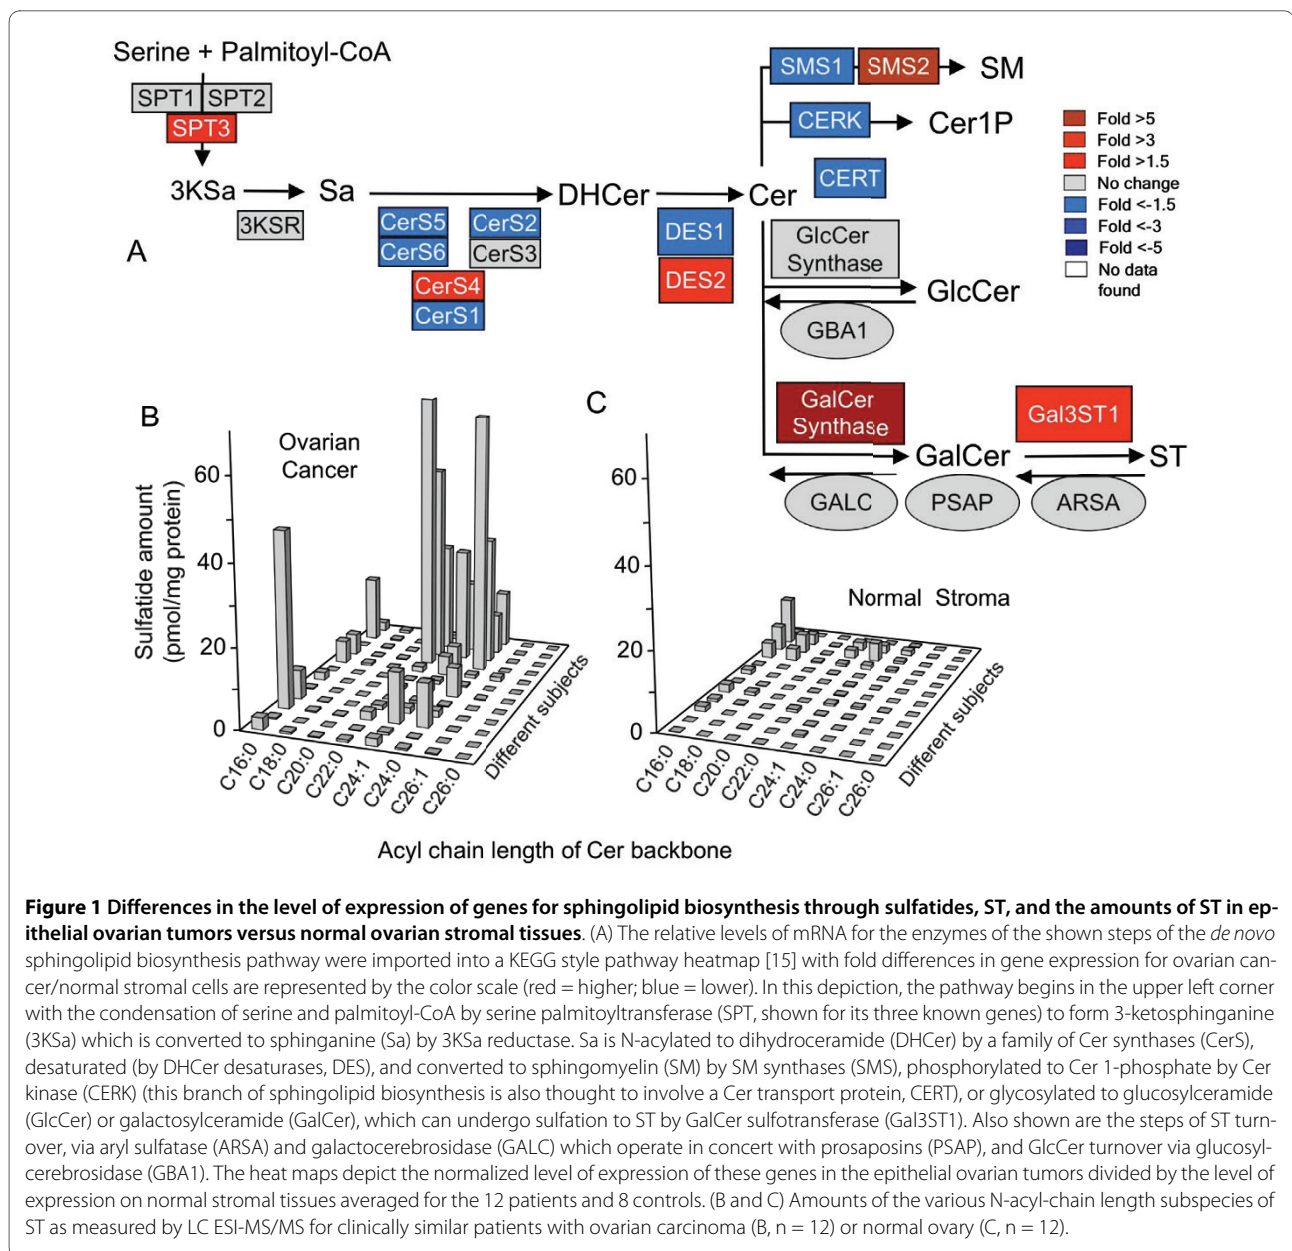 Serine + Palmitoyl-CoA
SPT1 SPT2
SPT3
3KSa
3KSR
Sa
CerS5
CerS6
CerS2
CerS3
CerS4
CerS1
DHCer
DES1
DES2
Cer
SMS1 SMS2 SM
CERK Cer1P
CERT
GlcCer
Synthase
GlcCer
GBA1
GalCer
Synthase
Gal3ST1
GalCer
ST
GALC
PSAP
ARSA
Fold >5
Fold >3
Fold >1.5
No change
Fold <-1.5
Fold <-3
Fold <-5
No data
found
A
B
Ovarian
Cancer
Sulfatide amount
(pmol/mg protein)
60
40
20
0
C16:0
C18:0
C20:0
C22:0
C24:1
C24:0
C26:1
C26:0
Different subjects
C
60
40
20
0
Normal Stroma
C16:0
C18:0
C20:0
C22:0
C24:1
C24:0
C26:1
C26:0
Different subjects
Acyl chain length of Cer backbone
Figure 1 Differences in the level of expression of genes for sphingolipid biosynthesis through sulfatides, ST, and the amounts of ST in ep-
ithelial ovarian tumors versus normal ovarian stromal tissues. (A) The relative levels of mRNA for the enzymes of the shown steps of the de novo
sphingolipid biosynthesis pathway were imported into a KEGG style pathway heatmap [15] with fold differences in gene expression for ovarian can-
cer/normal stromal cells are represented by the color scale (red = higher; blue = lower). In this depiction, the pathway begins in the upper left corner
with the condensation of serine and palmitoyl-CoA by serine palmitoyltransferase (SPT, shown for its three known genes) to form 3-ketosphinganine
(3KSa) which is converted to sphinganine (Sa) by 3KSa reductase. Sa is N-acylated to dihydroceramide (DHCer) by a family of Cer synthases (CerS),
desaturated (by DHCer desaturases, DES), and converted to sphingomyelin (SM) by SM synthases (SMS), phosphorylated to Cer 1-phosphate by Cer
kinase (CERK) (this branch of sphingolipid biosynthesis is also thought to involve a Cer transport protein, CERT), or glycosylated to glucosylceramide
(GlcCer) or galactosylceramide (GalCer), which can undergo sulfation to ST by GalCer sulfotransferase (Gal3ST1). Also shown are the steps of ST turn-
over, via aryl sulfatase (ARSA) and galactocerebrosidase (GALC) which operate in concert with prosaposins (PSAP), and GlcCer turnover via glucosyl-
cerebrosidase (GBA1). The heat maps depict the normalized level of expression of these genes in the epithelial ovarian tumors divided by the level of
expression on normal stromal tissues averaged for the 12 patients and 8 controls. (B and C) Amounts of the various N-acyl-chain length subspecies of
ST as measured by LC ESI-MS/MS for clinically similar patients with ovarian carcinoma (B, n = 12) or normal ovary (C, n = 12).